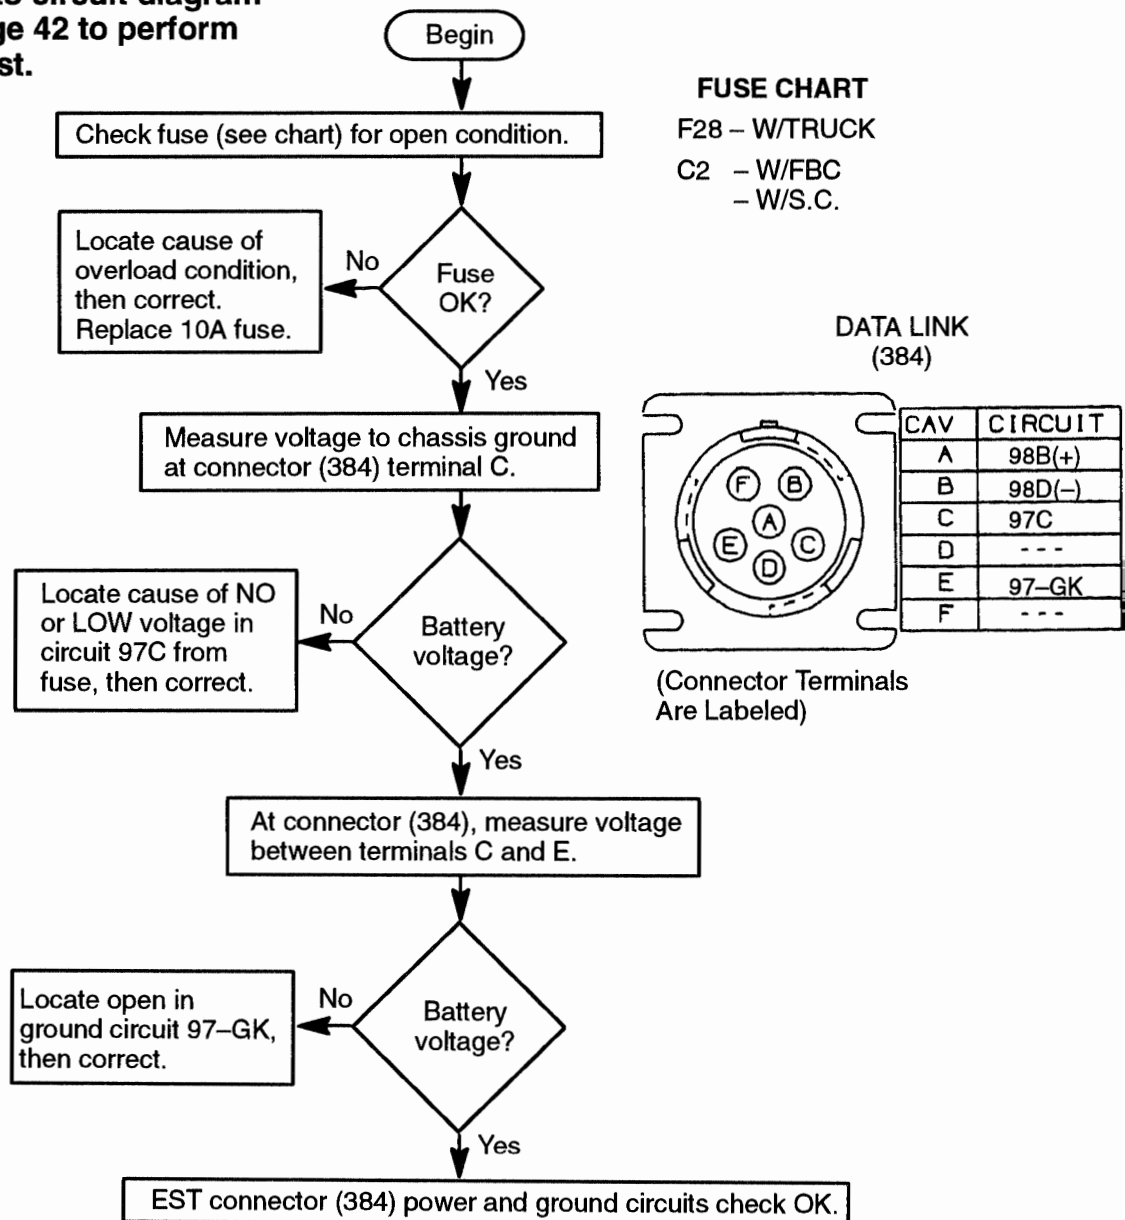 circuit diagram
42 to perform
Begin
FUSE CHART
F28 – W/TRUCK
C2 – W/FBC
– W/S.C.
Check fuse (see chart) for open condition.
Locate cause of
overload condition,
then correct.
Replace 10A fuse.
No
Fuse
OK?
Yes
Measure voltage to chassis ground
at connector (384) terminal C.
Locate cause of NO
or LOW voltage in
circuit 97C from
fuse, then correct.
No
Battery
voltage?
Yes
At connector (384), measure voltage
between terminals C and E.
Locate open in
ground circuit 97–GK,
then correct.
No
Battery
voltage?
Yes
EST connector (384) power and ground circuits check OK.
DATA LINK
(384)
F B
A
E C
D
CAV CIRCUIT
A 98B(+)
B 98D(–)
C 97C
D - - -
E 97–GK
F - - -
(Connector Terminals
Are Labeled)